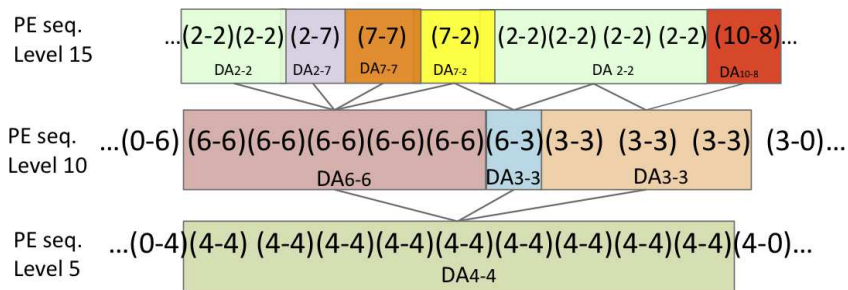 PE seq.
Level 15
...(2-2)(2-2) (2-7) (7-7) (7-2) (2-2) (2-2) (2-2) (2-2) (10-8)...
DA2-2 DA2-7 DA7-7 DA7-2 DA 2-2 DA10-8
PE seq.
Level 10
...(0-6) (6-6)(6-6)(6-6)(6-6)(6-6)(6-3)(3-3) (3-3) (3-3) (3-0)...
DA6-6 DA3-3 DA3-3
PE seq.
Level 5
...(0-4)(4-4) (4-4)(4-4)(4-4)(4-4)(4-4)(4-4)(4-4)(4-4)(4-0)...
DA4-4